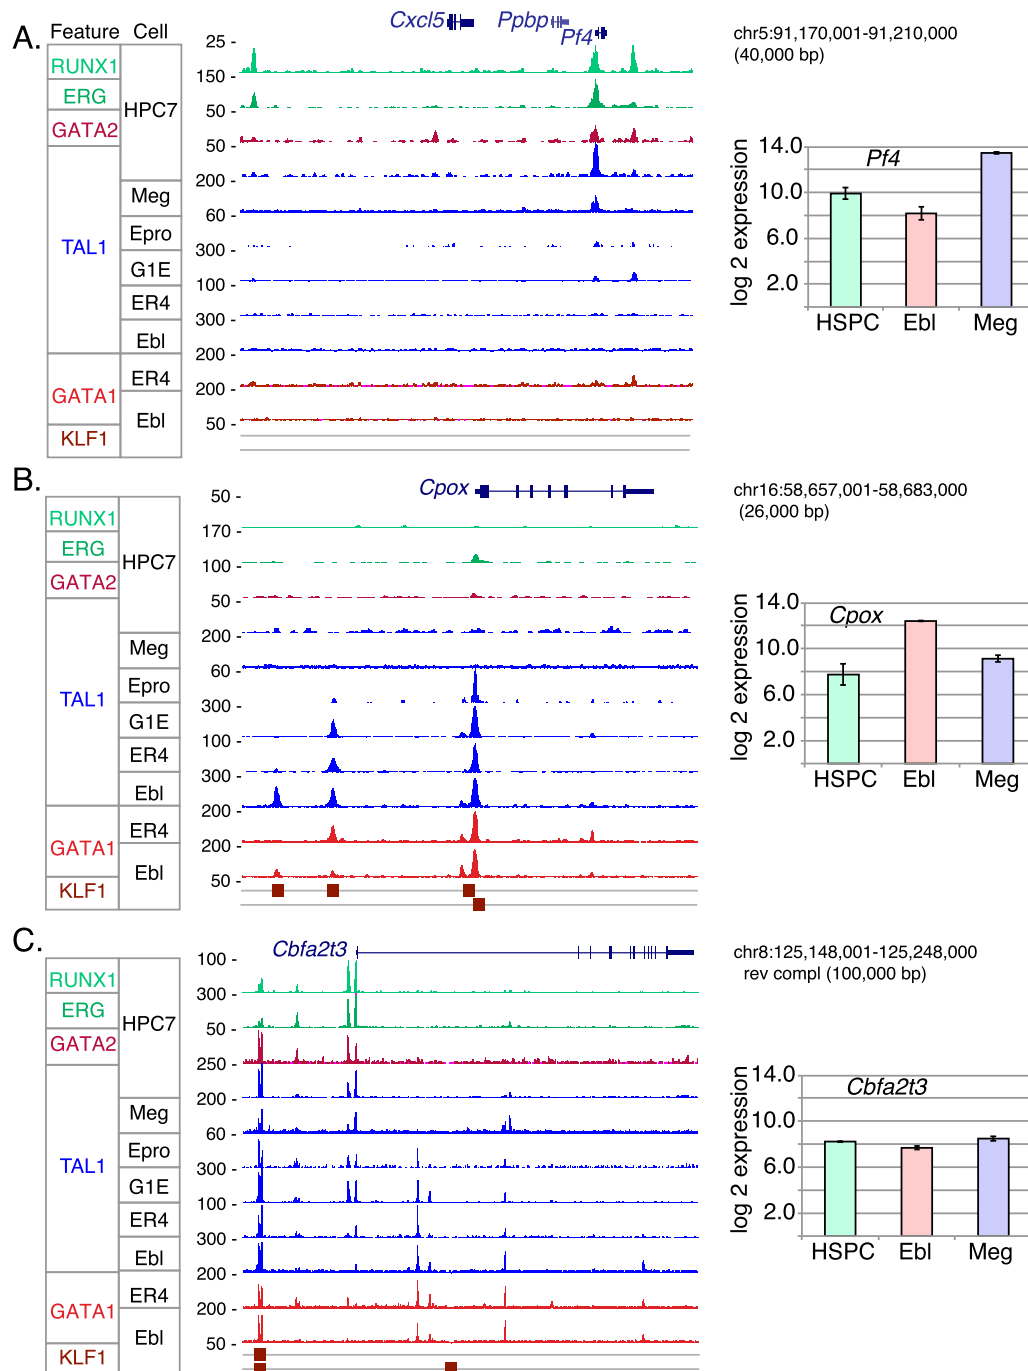 A.
Feature Cell
Cxcl5 Ppbp
Pf4
chr5:91,170,001-91,210,000
(40,000 bp)
RUNX1
ERG
GATA2
TAL1
GATA1
KLF1
HPC7
Meg
Epro
G1E
ER4
Ebl
ER4
Ebl
25 -
150 -
50 -
50 -
200 -
60 -
300 -
100 -
300 -
200 -
200 -
50 -
Pf4
log 2 expression
14.0
10.0
6.0
2.0
HSPC Ebl Meg
B.
Cpox
chr16:58,657,001-58,683,000
(26,000 bp)
RUNX1
ERG
GATA2
TAL1
GATA1
KLF1
HPC7
Meg
Epro
G1E
ER4
Ebl
ER4
Ebl
50 -
170 -
100 -
50 -
200 -
60 -
300 -
100 -
300 -
200 -
200 -
50 -
Cpox
log 2 expression
14.0
10.0
6.0
2.0
HSPC Ebl Meg
C.
Cbfa2t3
chr8:125,148,001-125,248,000
rev compl (100,000 bp)
RUNX1
ERG
GATA2
TAL1
GATA1
KLF1
HPC7
Meg
Epro
G1E
ER4
Ebl
ER4
Ebl
100 -
300 -
50 -
250 -
200 -
60 -
300 -
100 -
300 -
200 -
200 -
50 -
Cbfa2t3
log 2 expression
14.0
10.0
6.0
2.0
HSPC Ebl Meg